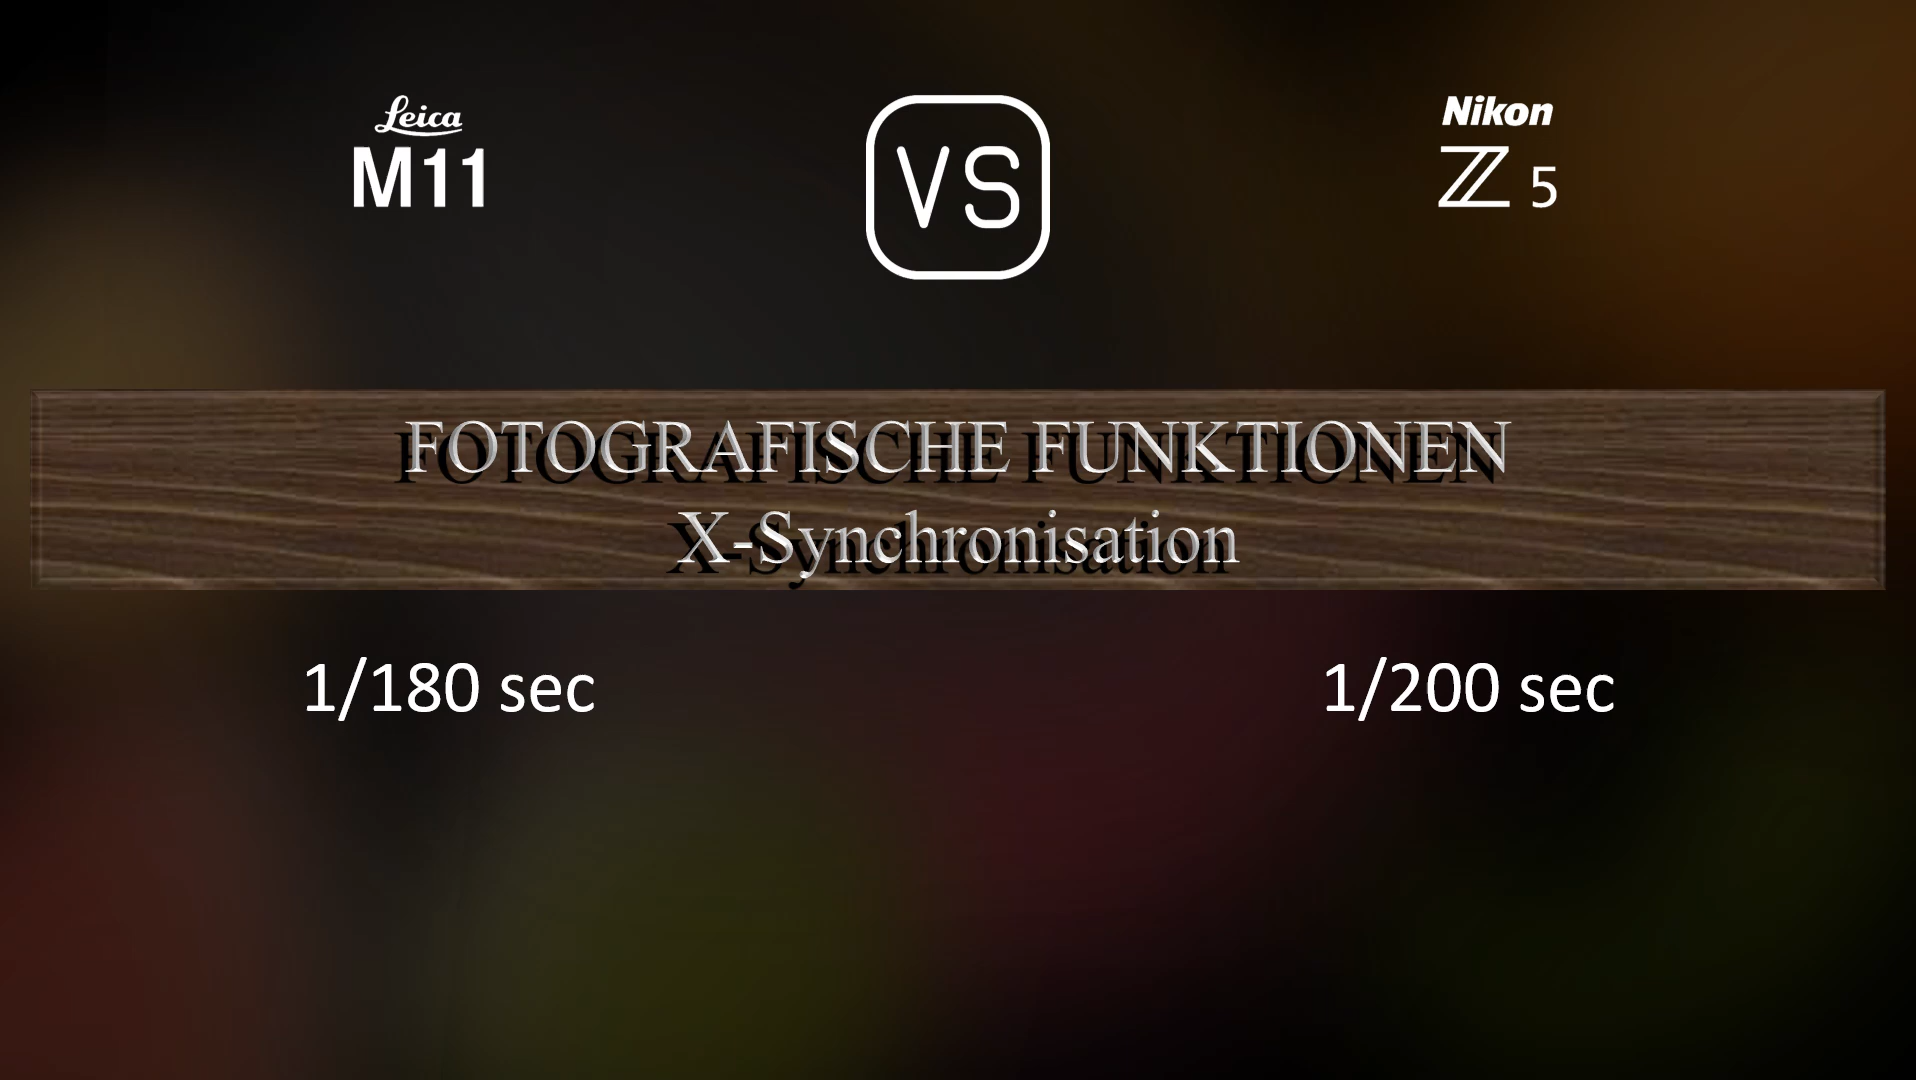 Leica
M11
VS
Nikon
Z 5
FOTOGRAFISCHE FUNKTIONEN
X-Synchronisation
1/180 sec
1/200 sec